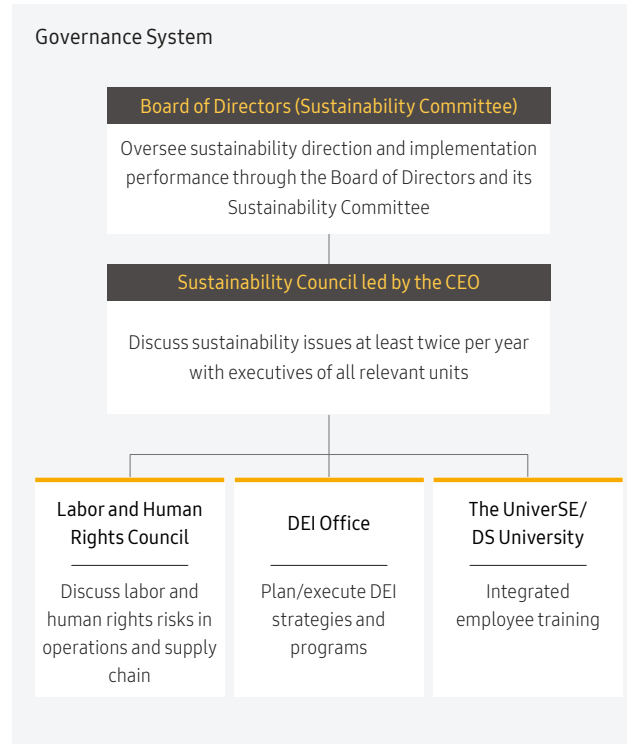 Governance System
Board of Directors (Sustainability Committee)
Oversee sustainability direction and implementation
performance through the Board of Directors and its
Sustainability Committee
Sustainability Council led by the CEO
Discuss sustainability issues at least twice per year
with executives of all relevant units
Labor and Human
Rights Council
Discuss labor and
human rights risks in
operations and supply
chain
DEI Office
Plan/execute DEI
strategies and
programs
The UniverSE/
DS University
Integrated
employee training